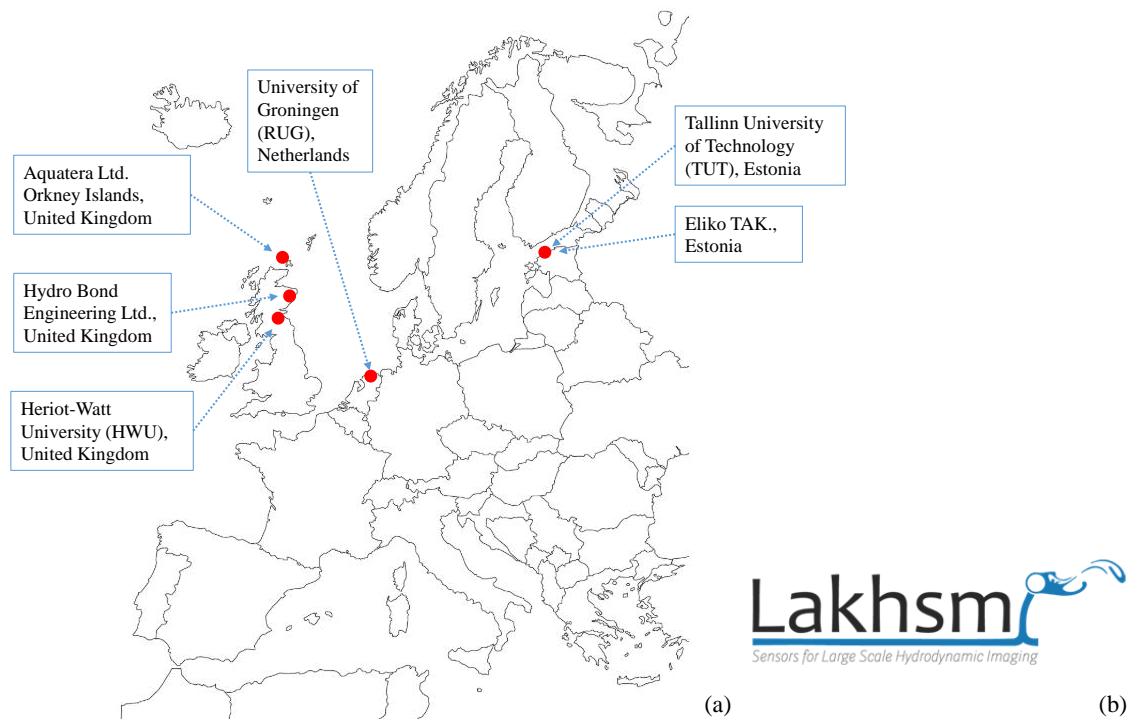 University of
Groningen
(RUG),
Netherlands
Tallinn University
of Technology
(TUT), Estonia
Aquatera Ltd.
Orkney Islands,
United Kingdom
Eliko TAK.,
Estonia
Hydro Bond
Engineering Ltd.,
United Kingdom
Heriot-Watt
University (HWU),
United Kingdom
Lakhsmi
Sensors for Large Scale Hydrodynamic Imaging
(a)
(b)